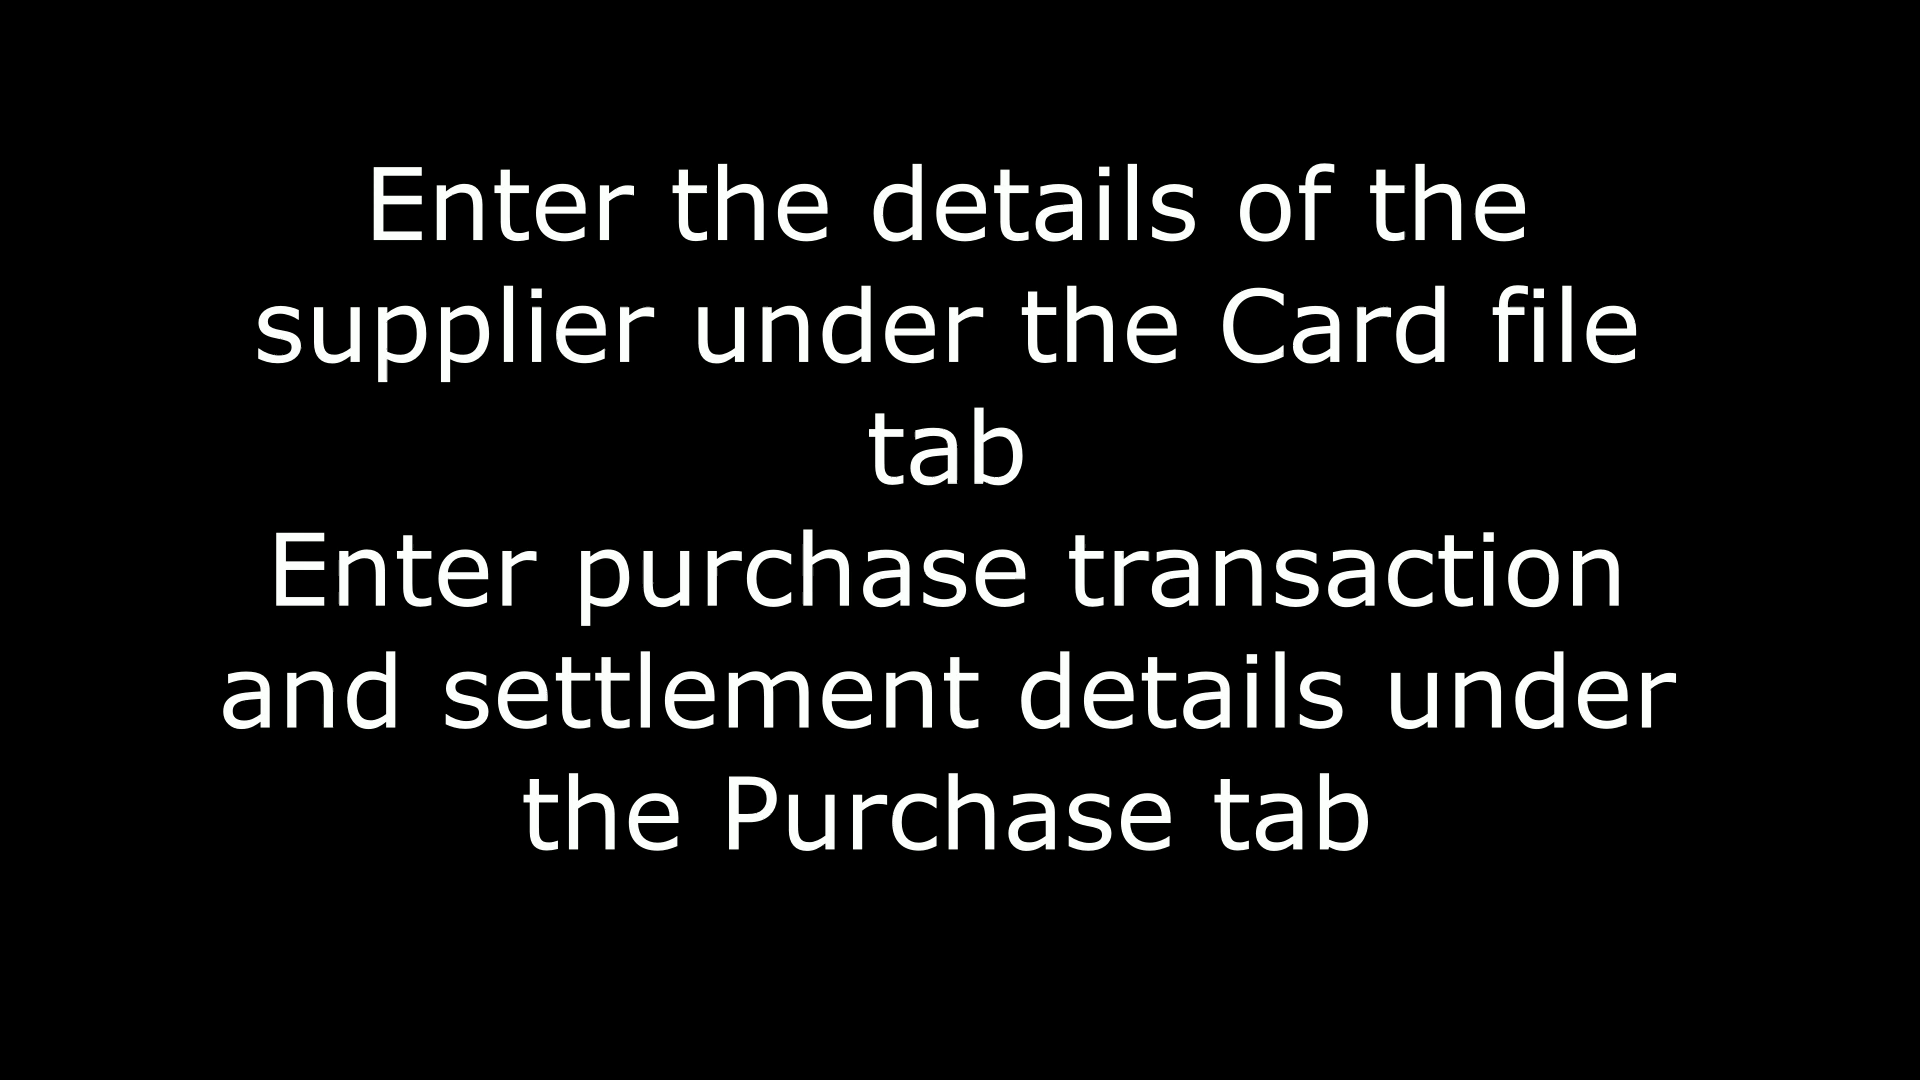 Enter the details of the
supplier under the Card file
tab
Enter purchase transaction
and settlement details under
the Purchase tab